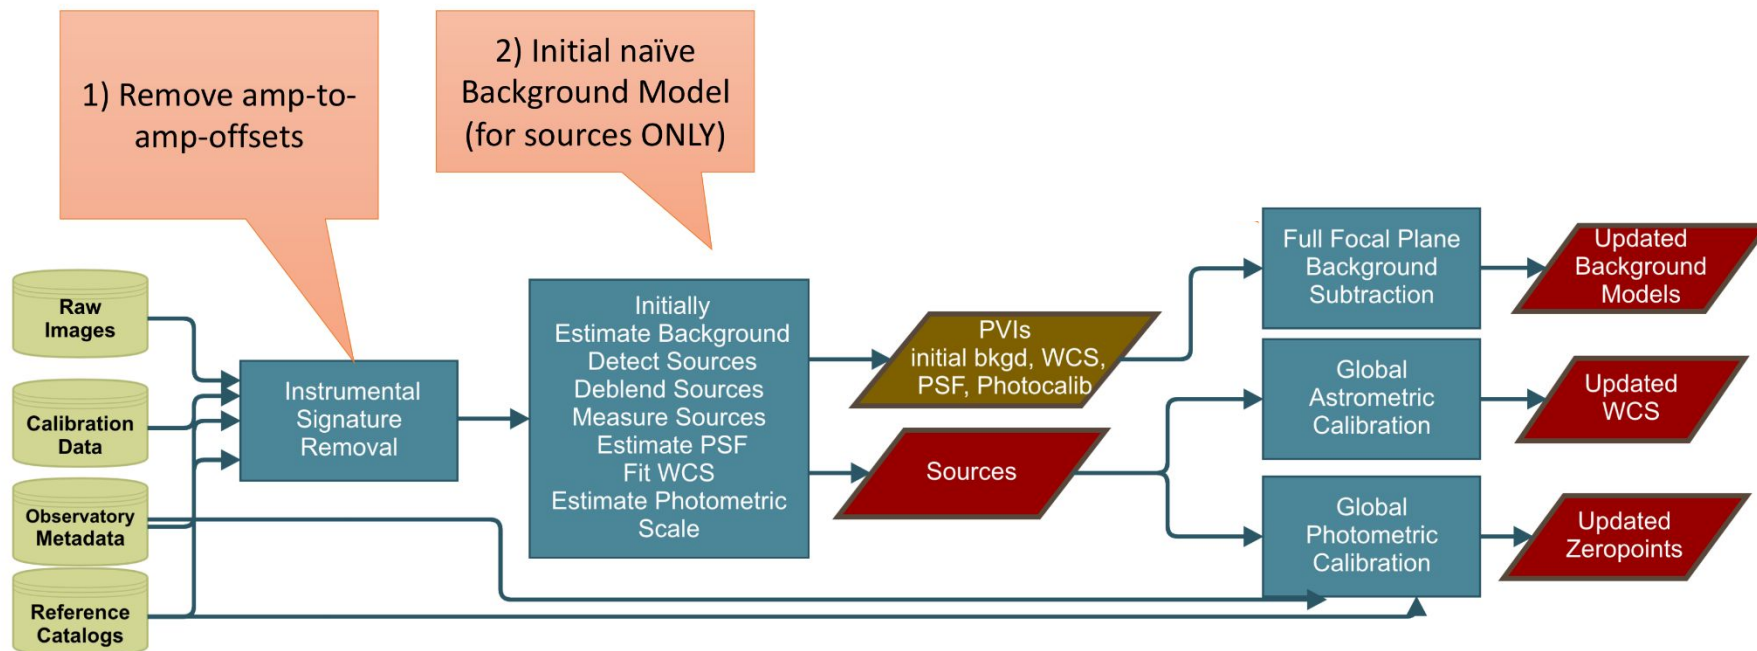 1) Remove amp-to-
amp-offsets
2) Initial naïve
Background Model
(for sources ONLY)
Raw
Images
Calibration
Data
Observatory
Metadata
Reference
Catalogs
Instrumental
Signature
Removal
Initially
Estimate Background
Detect Sources
Deblend Sources
Measure Sources
Estimate PSF
Fit WCS
Estimate Photometric
Scale
PVIs
initial bkgd, WCS,
PSF, Photocalib
Sources
Full Focal Plane
Background
Subtraction
Updated
Background
Models
Global
Astrometric
Calibration
Updated
WCS
Global
Photometric
Calibration
Updated
Zeropoints